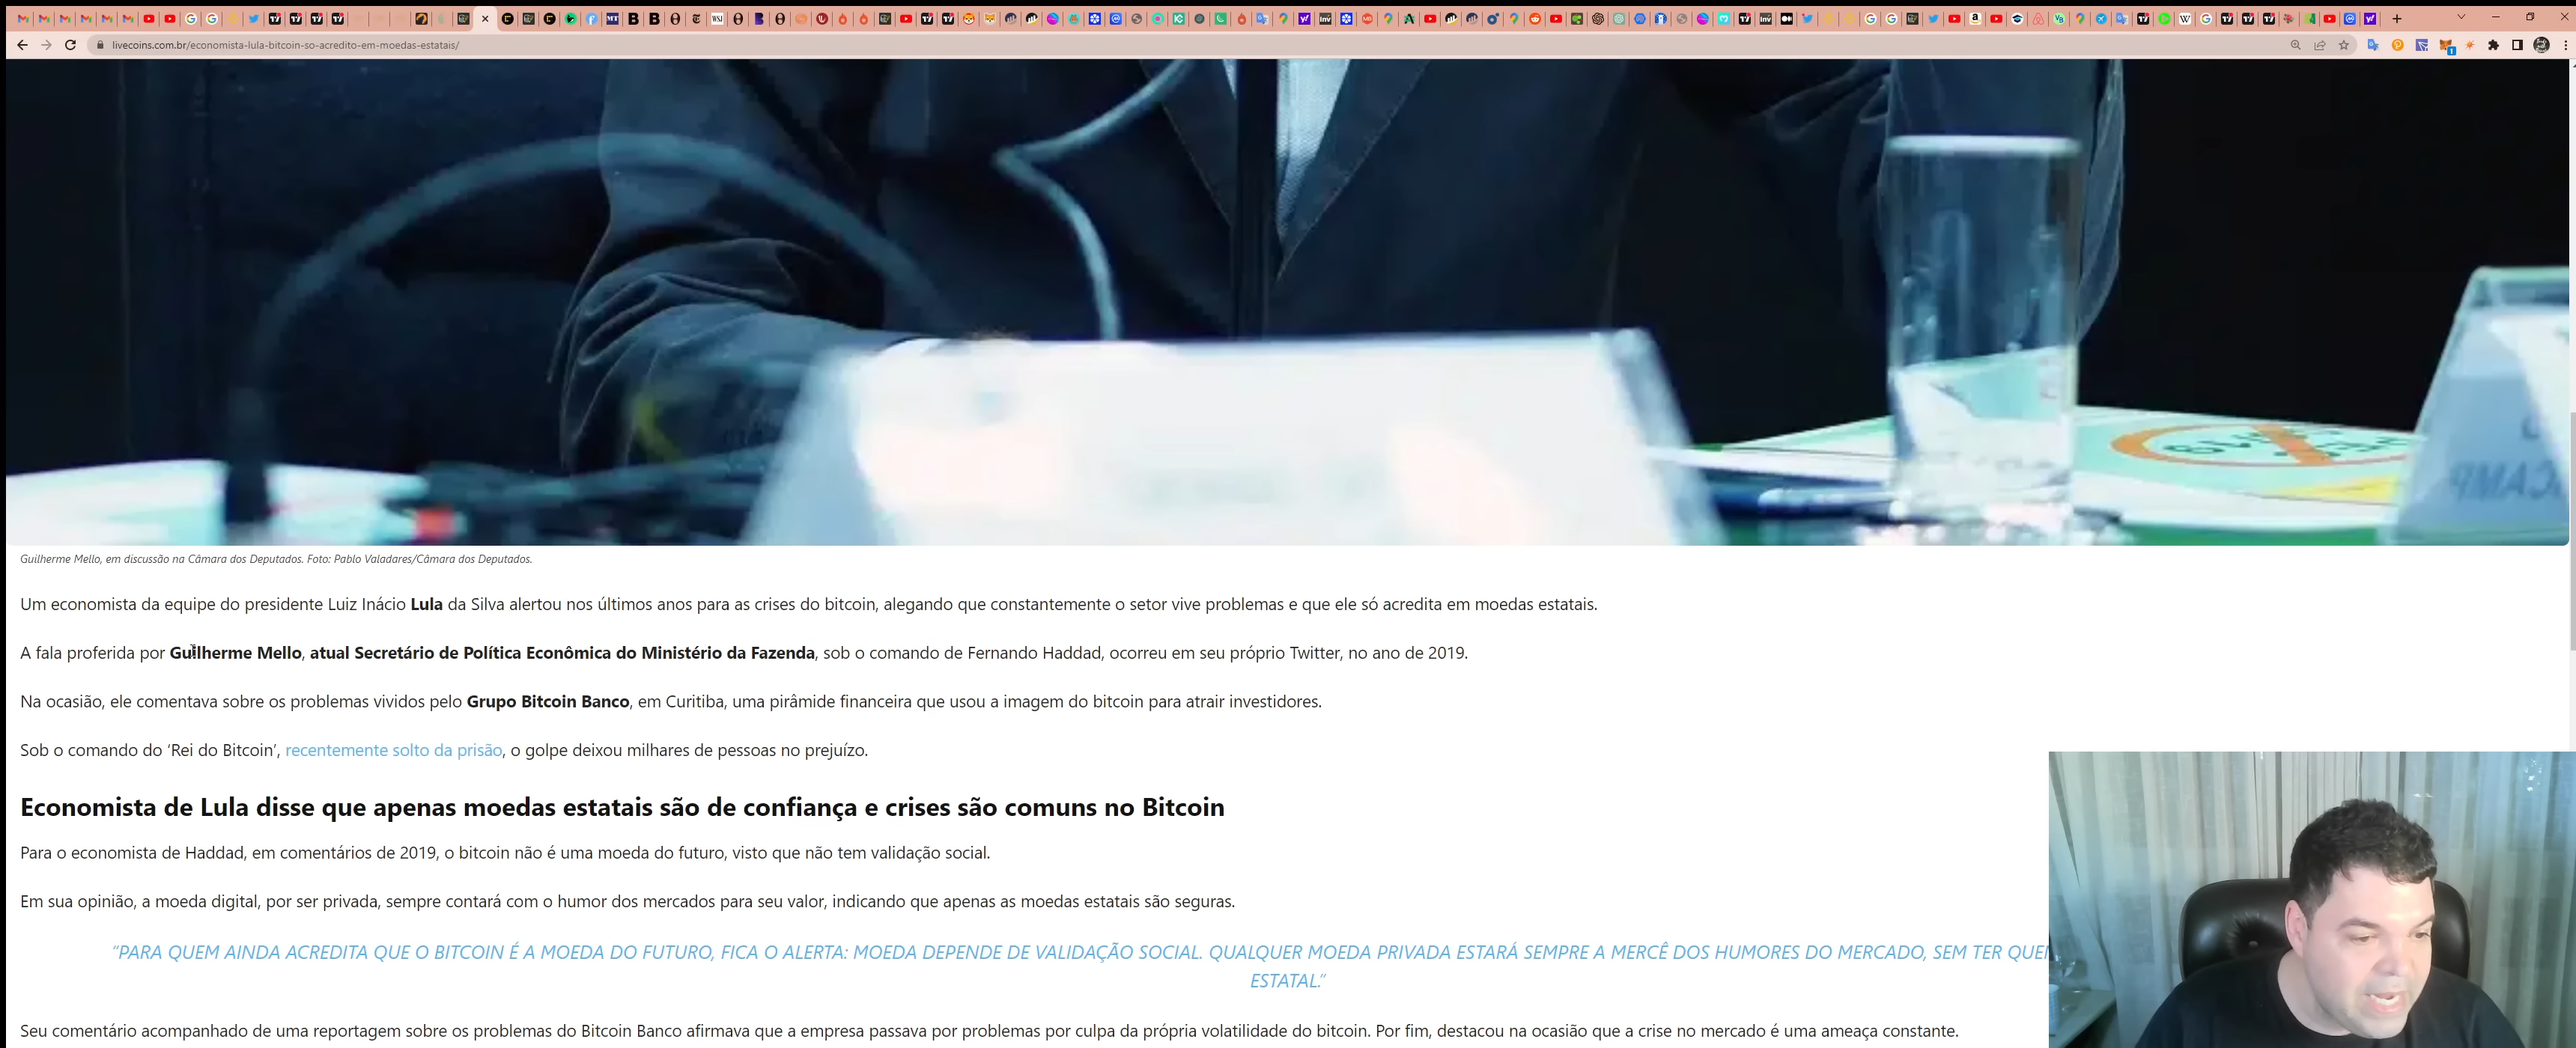 livecoins.com.br/economista-lula-bitcoin-so-acredito-em-moedas-estatais/
Guilherme Mello, em discussão na Câmara dos Deputados. Foto: Pablo Valadares/Câmara dos Deputados.
Um economista da equipe do presidente Luiz Inácio Lula da Silva alertou nos últimos anos para as crises do bitcoin, alegando que constantemente o setor vive problemas e que ele só acredita em moedas estatais.
A fala proferida por Guilherme Mello, atual Secretário de Política Econômica do Ministério da Fazenda, sob o comando de Fernando Haddad, ocorreu em seu próprio Twitter, no ano de 2019.
Na ocasião, ele comentava sobre os problemas vividos pelo Grupo Bitcoin Banco, em Curitiba, uma pirâmide financeira que usou a imagem do bitcoin para atrair investidores.
Sob o comando do ‘Rei do Bitcoin’, recentemente solto da prisão, o golpe deixou milhares de pessoas no prejuízo.
Economista de Lula disse que apenas moedas estatais são de confiança e crises são comuns no Bitcoin
Para o economista de Haddad, em comentários de 2019, o bitcoin não é uma moeda do futuro, visto que não tem validação social.
Em sua opinião, a moeda digital, por ser privada, sempre contará com o humor dos mercados para seu valor, indicando que apenas as moedas estatais são seguras.
“PARA QUEM AINDA ACREDITA QUE O BITCOIN É A MOEDA DO FUTURO, FICA O ALERTA: MOEDA DEPENDE DE VALIDAÇÃO SOCIAL. QUALQUER MOEDA PRIVADA ESTARÁ SEMPRE A MERCÊ DOS HUMORES DO MERCADO, SEM TER
ESTATAL.”
Seu comentário acompanhado de uma reportagem sobre os problemas do Bitcoin Banco afirmava que a empresa passava por problemas por culpa da própria volatilidade do bitcoin. Por fim, destacou na ocasião que a crise no mercado é uma ameaça constante.